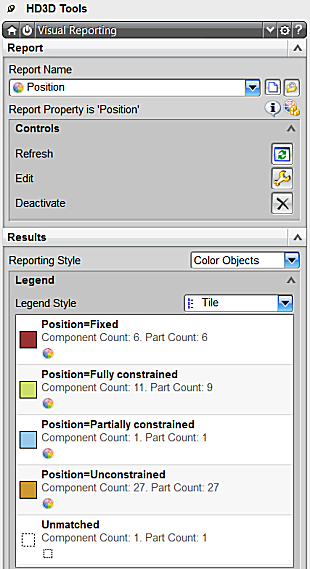 HD3D Tools
Visual Reporting
?
Report
Report Name
Position
Report Property is 'Position'
Controls
Refresh
Edit
Deactivate
Results
Reporting Style
Color Objects
Legend
Legend Style
Tile
Position=Fixed
Component Count: 6. Part Count: 6
Position=Fully constrained
Component Count: 11. Part Count: 9
Position=Partially constrained
Component Count: 1. Part Count: 1
Position=Unconstrained
Component Count: 27. Part Count: 27
Unmatched
Component Count: 1. Part Count: 1